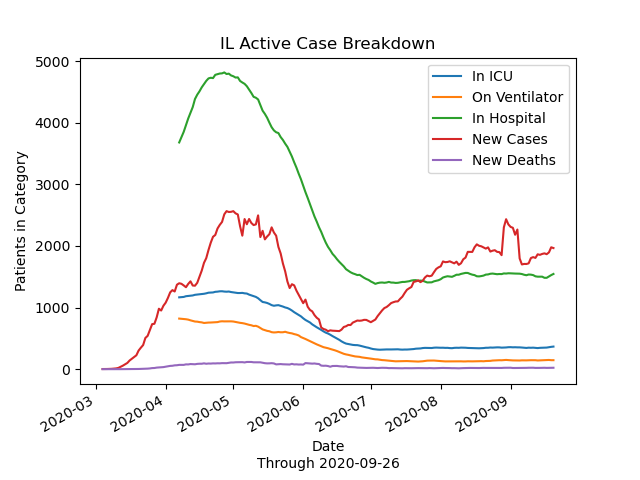 IL Active Case Breakdown
In ICU
On Ventilator
In Hospital
New Cases
New Deaths
Patients in Category
5000
4000
3000
2000
1000
0
2020-03
2020-04
2020-05
2020-06
2020-07
2020-08
2020-09
Date
Through 2020-09-26